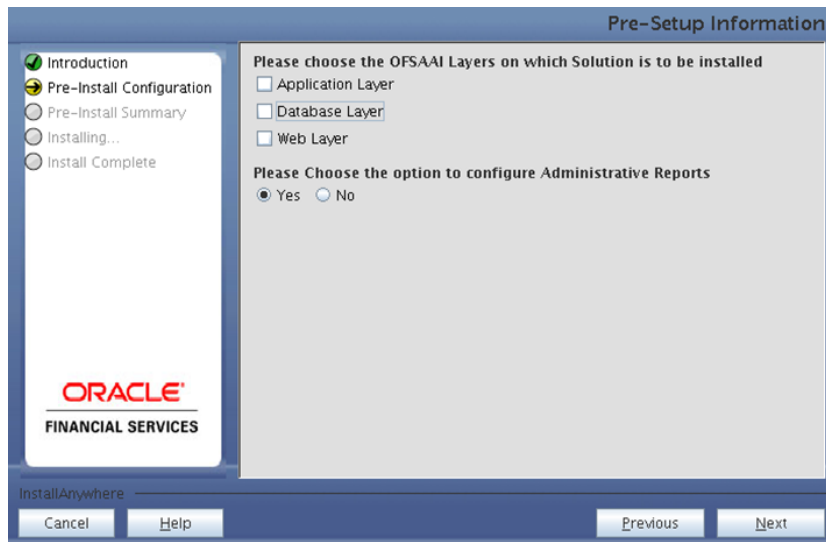 Pre-Setup Information
Introduction
Pre-Install Configuration
Pre-Install Summary
Installing...
Install Complete
ORACLE
FINANCIAL SERVICES
Please choose the OFSAAI Layers on which Solution is to be installed
Application Layer
Database Layer
Web Layer
Please Choose the option to configure Administrative Reports
Yes No
InstallAnywhere
Cancel Help Previous Next